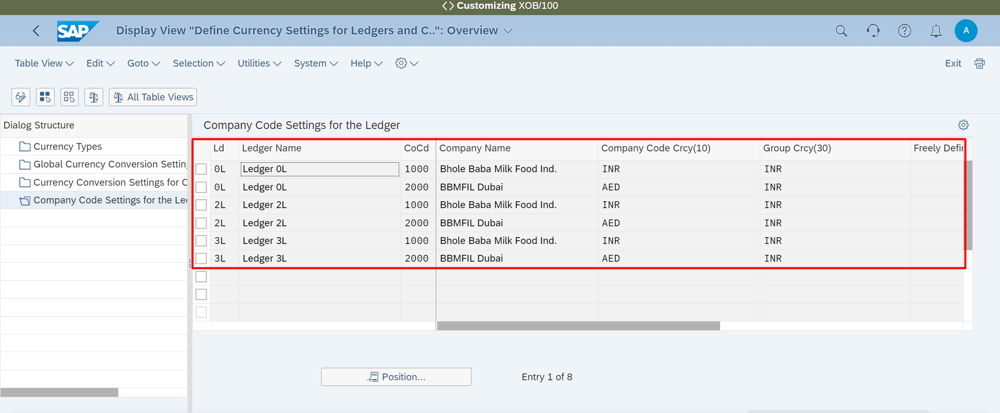 Customizing XOB/100
SAP
Display View "Define Currency Settings for Ledgers and C..": Overview
A
Table View Edit Goto Selection Utilities System Help
Exit
All Table Views
Dialog Structure
Currency Types
Global Currency Conversion Settin
Currency Conversion Settings for C
Company Code Settings for the Le
Company Code Settings for the Ledger
Ld Ledger Name CoCd Company Name Company Code Crcy(10) Group Crcy(30) Freely Defi
0L Ledger 0L 1000 Bhole Baba Milk Food Ind. INR INR
0L Ledger 0L 2000 BBMFIL Dubai AED INR
2L Ledger 2L 1000 Bhole Baba Milk Food Ind. INR INR
2L Ledger 2L 2000 BBMFIL Dubai AED INR
3L Ledger 3L 1000 Bhole Baba Milk Food Ind. INR INR
3L Ledger 3L 2000 BBMFIL Dubai AED INR
Position...
Entry 1 of 8